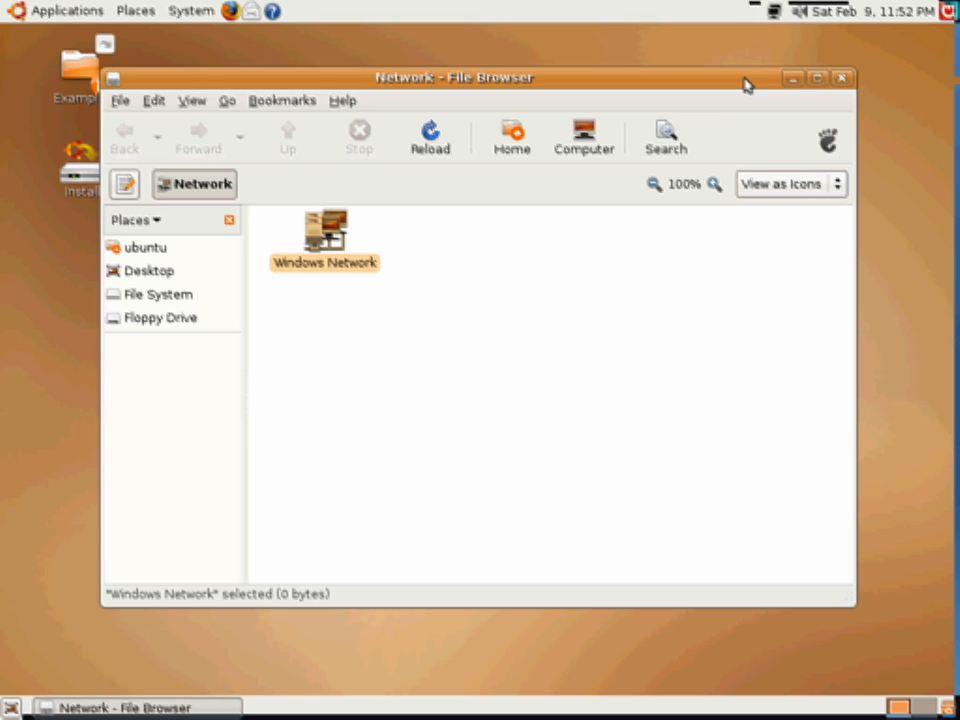 Applications Places System Sat Feb 9, 11:52 PM
Network - File Browser
Exampl
File Edit View Go Bookmarks Help
Back Forward Up Stop Reload Home Computer Search
Network 100% View as Icons
Install
Places
ubuntu
Desktop
File System
Floppy Drive
Windows Network
"Windows Network" selected (0 bytes)
Network - File Browser